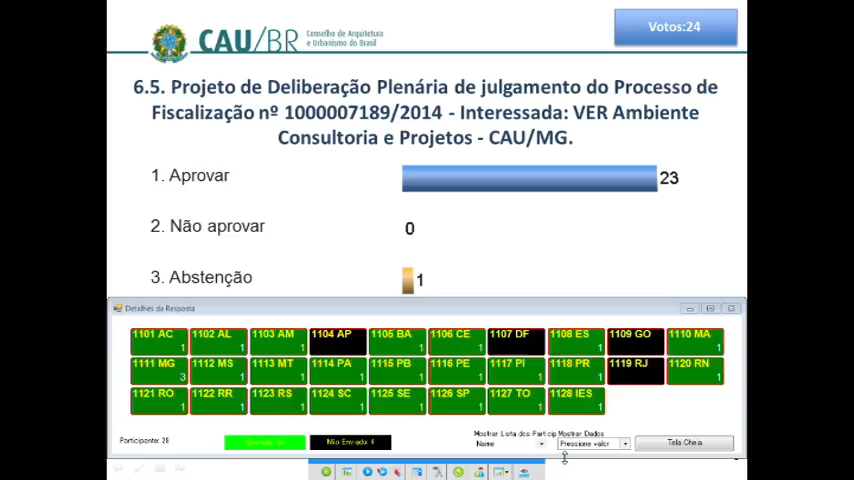 CAU/BR Conselho de Arquitetura
e Urbanismo do Brasil
Votos:24
6.5. Projeto de Deliberação Plenária de julgamento do Processo de
Fiscalização nº 1000007189/2014 - Interessada: VER Ambiente
Consultoria e Projetos - CAU/MG.
1. Aprovar 23
2. Não aprovar 0
3. Abstenção 1
Detalhes da Resposta
1101 AC 1102 AL 1103 AM 1104 AP 1105 BA 1106 CE 1107 DF 1108 ES 1109 GO 1110 MA
1 1 1 1 1 1 1
1111 MG 1112 MS 1113 MT 1114 PA 1115 PB 1116 PE 1117 PI 1118 PR 1119 RJ 1120 RN
3 1 1 1 1 1 1 1 1
1121 RO 1122 RR 1123 RS 1124 SC 1125 SE 1126 SP 1127 TO 1128 IES
1 1 1 1 1 1 1 1
Mostrar Lista dos Particip Mostrar Dados
Participante: 28 Não Enviado 4 Name Pressione valor Tela Cheia